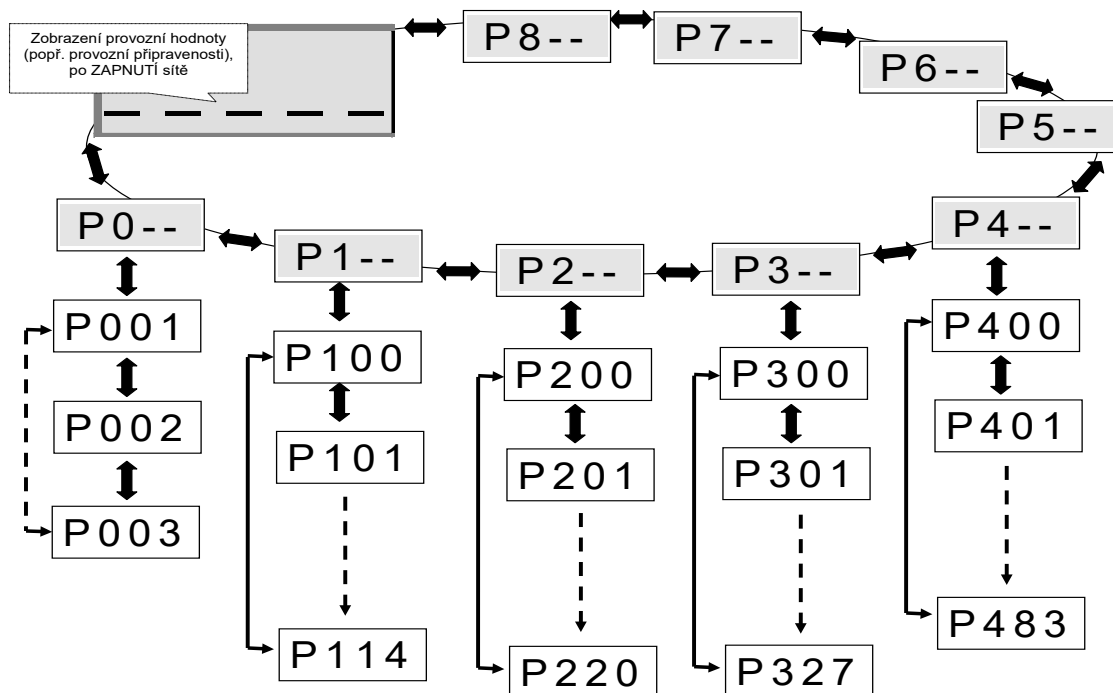 Zobrazení provozní hodnoty
(popř. provozní připravenosti),
po ZAPNUTÍ sítě
P8--
P7--
P6--
P5--
P0--
P1--
P2--
P3--
P4--
P001
P002
P003
P100
P101
P114
P200
P201
P220
P300
P301
P327
P400
P401
P483